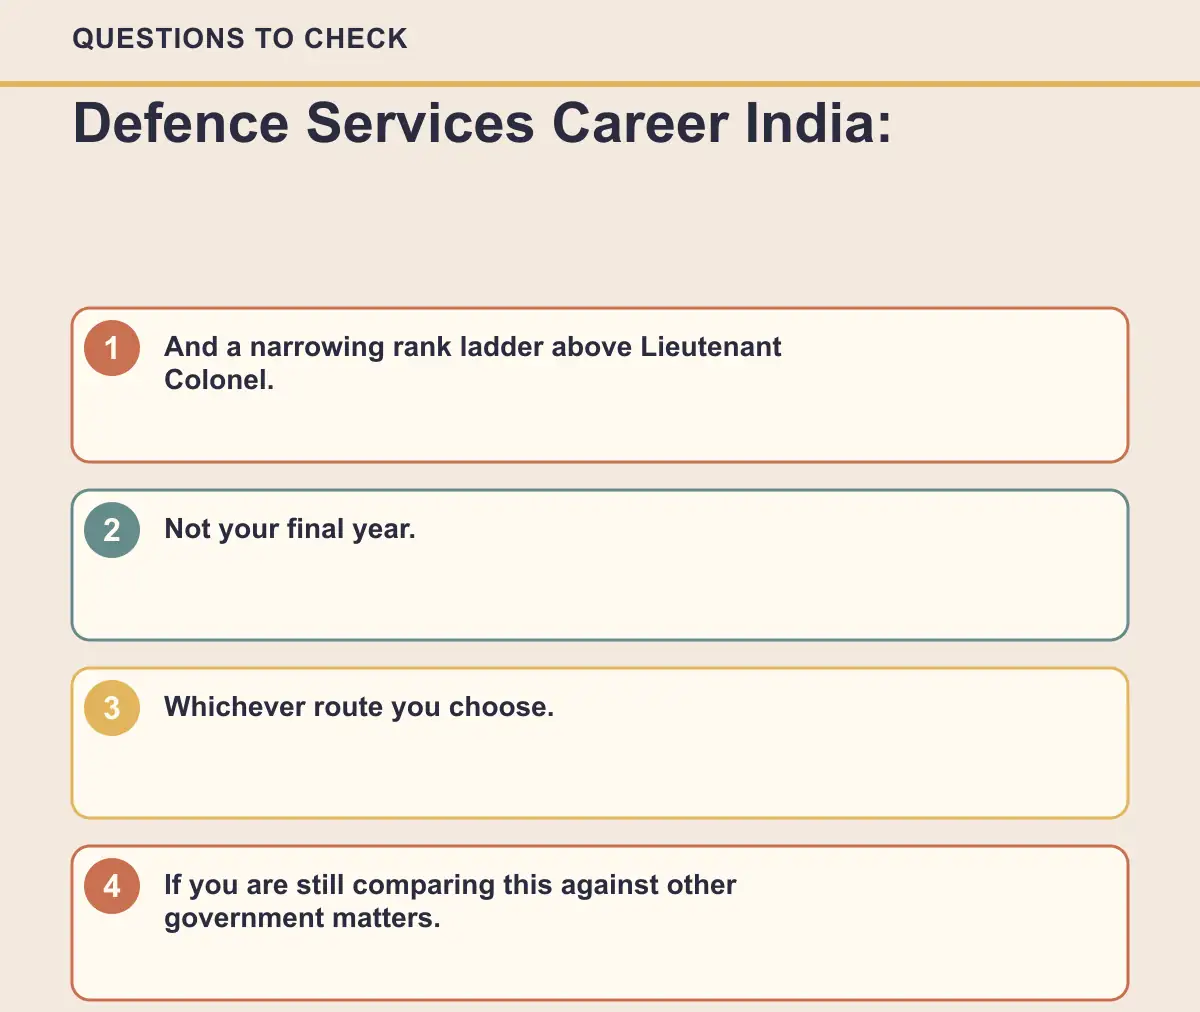 QUESTIONS TO CHECK
Defence Services Career India:
1
And a narrowing rank ladder above Lieutenant
Colonel.
2
Not your final year.
3
Whichever route you choose.
4
If you are still comparing this against other
government matters.